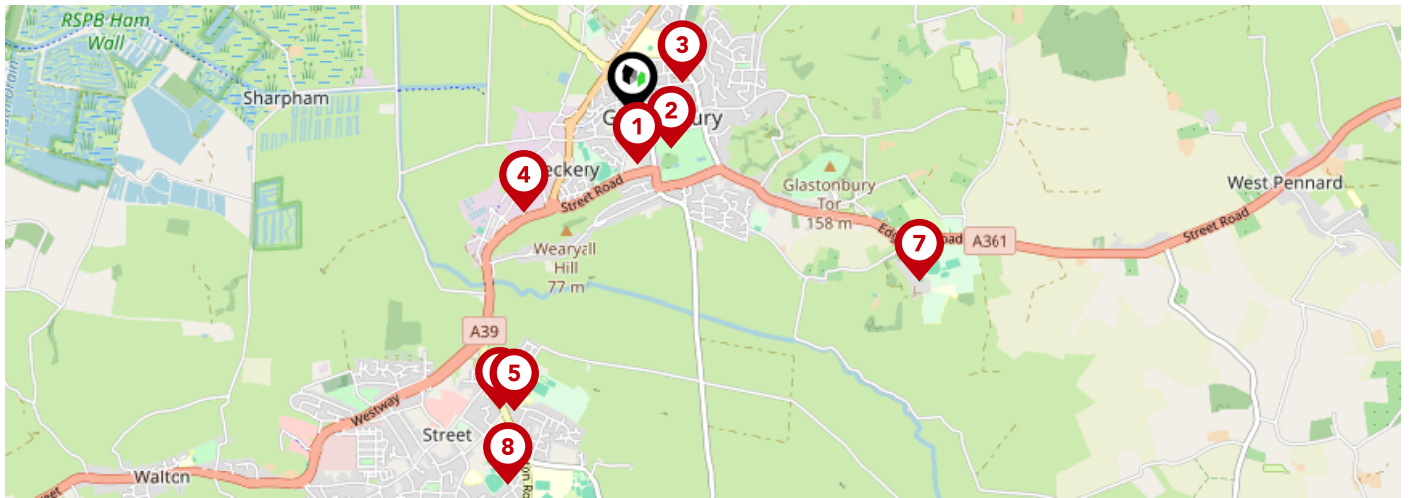 RSPB Ham
Wall
3
Sharpham
2
1
4
eckery
Street Road
Glastonbury
Tor
158 m
West Pennard
Street Road
7
A361
Wearyall
Hill
77 m
A39
5
Westway
Street
8
Walton